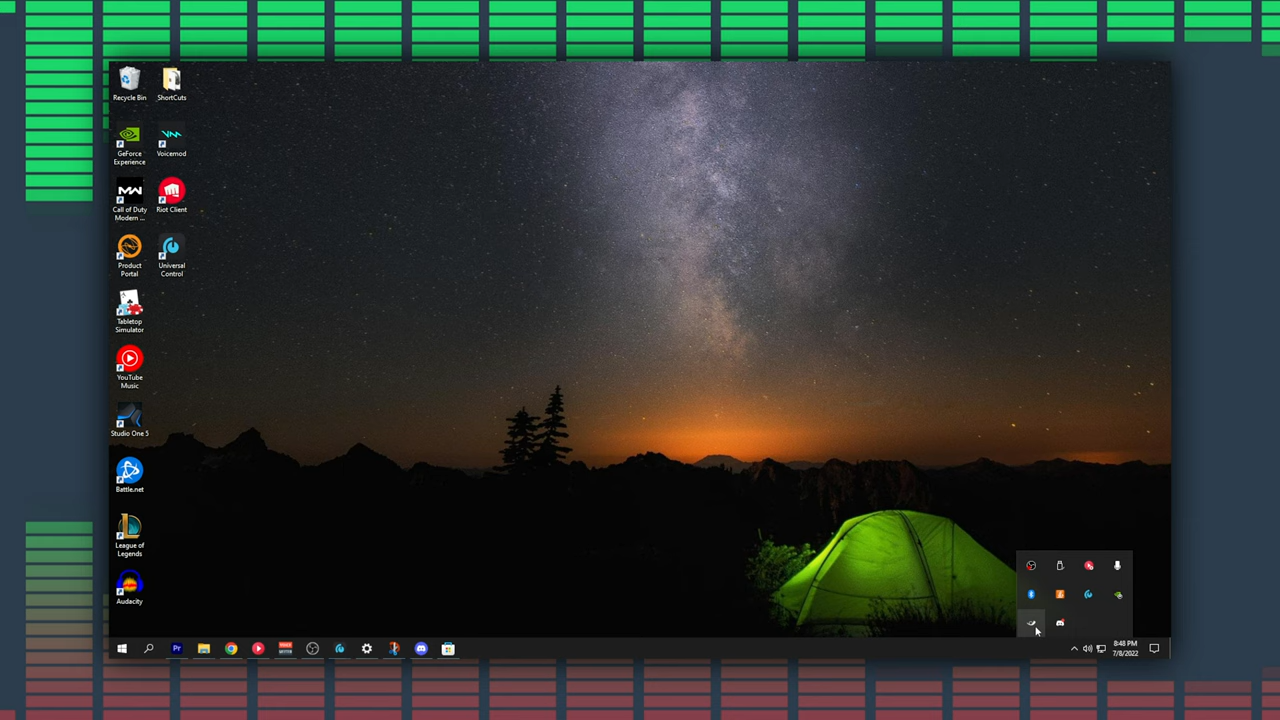 Recycle Bin
ShortCuts
GeForce
Experience
Voicemod
Call of Duty
Modern ...
Riot Client
Product
Portal
Universal
Control
Tabletop
Simulator
YouTube
Music
Studio One 5
Battle.net
League of
Legends
Audacity
Pr
8:48 PM
7/8/2022